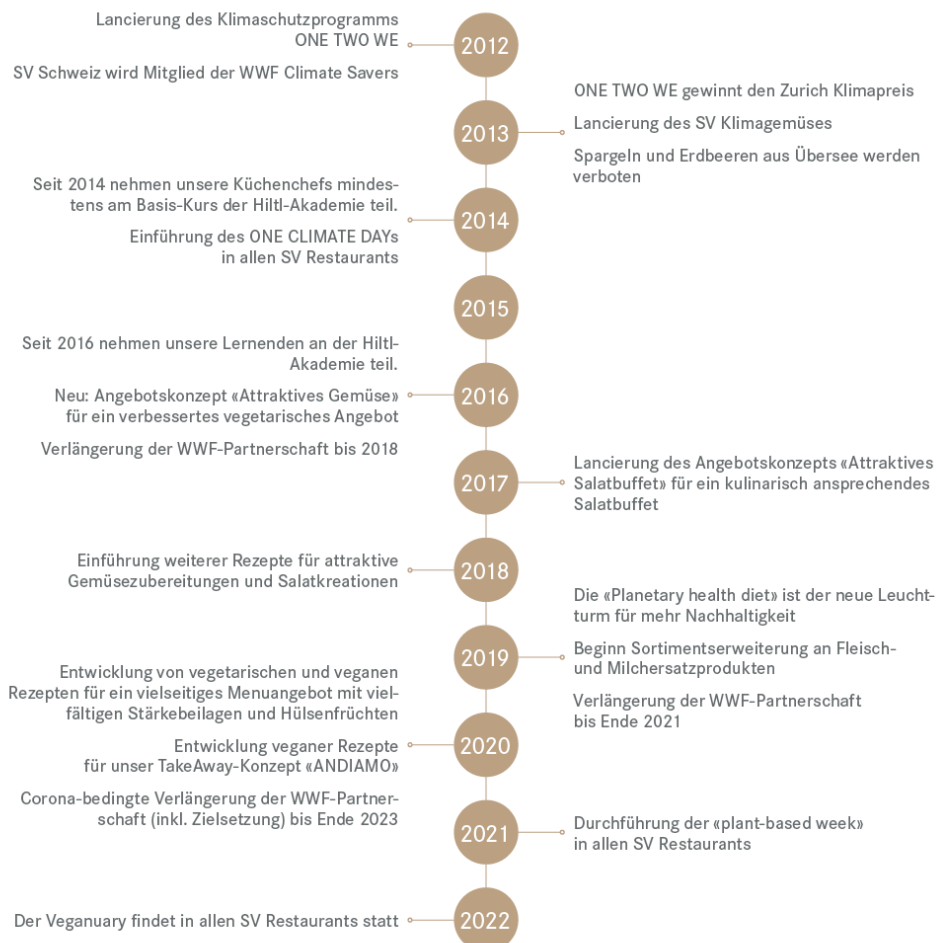 Lancierung des Klimaschutzprogramms
ONE TWO WE
SV Schweiz wird Mitglied der WWF Climate Savers
2012
ONE TWO WE gewinnt den Zurich Klimapreis
Lancierung des SV Klimagemüses
Spargeln und Erdbeeren aus Übersee werden
verboten
2013
Seit 2014 nehmen unsere Küchenchefs mindes-
tens am Basis-Kurs der Hiltl-Akademie teil.
Einführung des ONE CLIMATE DAYs
in allen SV Restaurants
2014
2015
Seit 2016 nehmen unsere Lernenden an der Hiltl-
Akademie teil.
Neu: Angebotskonzept «Attraktives Gemüse»
für ein verbessertes vegetarisches Angebot
Verlängerung der WWF-Partnerschaft bis 2018
2016
2017
Lancierung des Angebotskonzepts «Attraktives
Salatbuffet» für ein kulinarisch ansprechendes
Salatbuffet
Einführung weiterer Rezepte für attraktive
Gemüsezubereitungen und Salatkreationen
2018
Die «Planetary health diet» ist der neue Leucht-
turm für mehr Nachhaltigkeit
Beginn Sortimentserweiterung an Fleisch-
und Milchersatzprodukten
Verlängerung der WWF-Partnerschaft
bis Ende 2021
2019
Entwicklung von vegetarischen und veganen
Rezepten für ein vielseitiges Menuangebot mit viel-
fältigen Stärkebeilagen und Hülsenfrüchten
Entwicklung veganer Rezepte
für unser TakeAway-Konzept «ANDIAMO»
Corona-bedingte Verlängerung der WWF-Partner-
schaft (inkl. Zielsetzung) bis Ende 2023
2020
2021
Durchführung der «plant-based week»
in allen SV Restaurants
Der Veganuary findet in allen SV Restaurants statt
2022